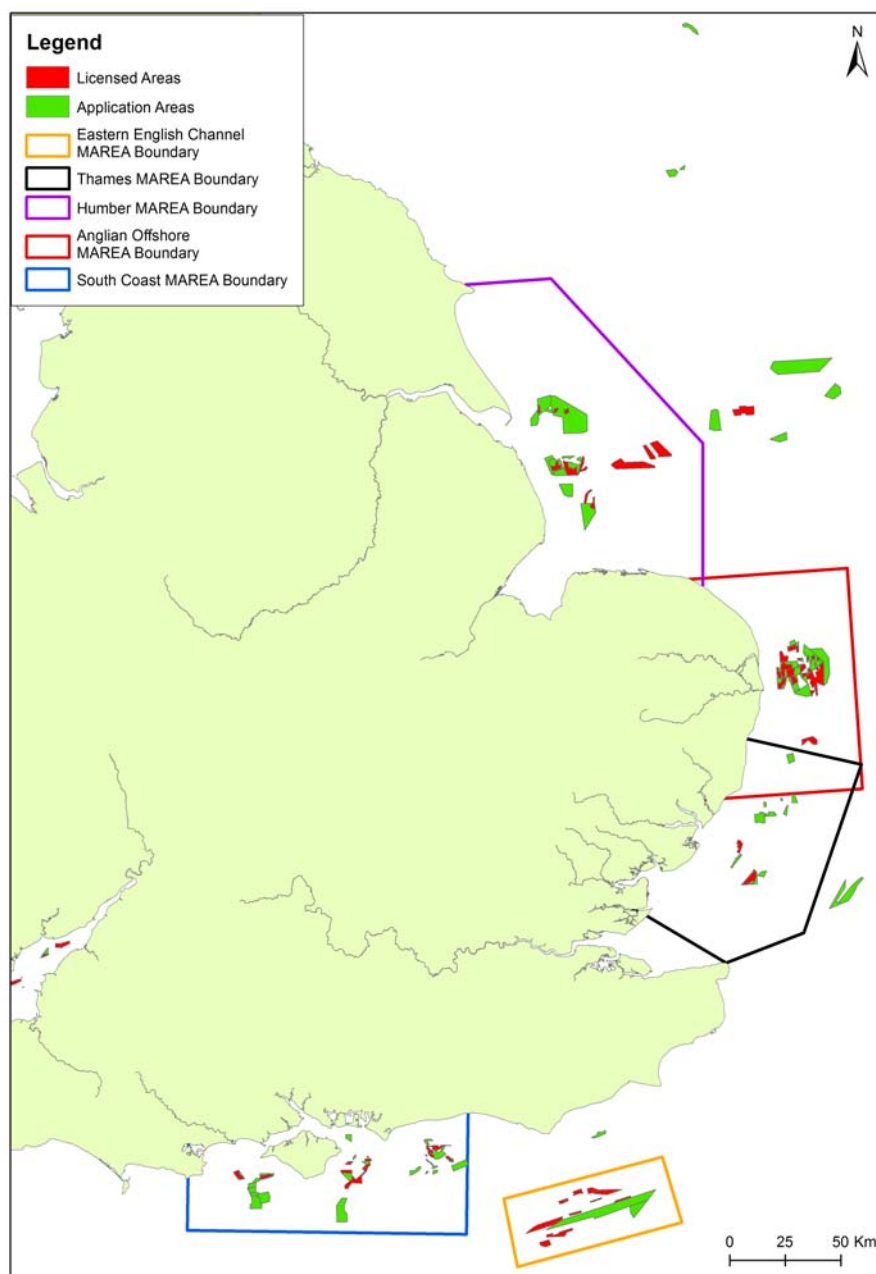 Legend
Licensed Areas
Application Areas
Eastern English Channel
MAREA Boundary
Thames MAREA Boundary
Humber MAREA Boundary
Anglian Offshore
MAREA Boundary
South Coast MAREA Boundary
N
0 25 50 Km